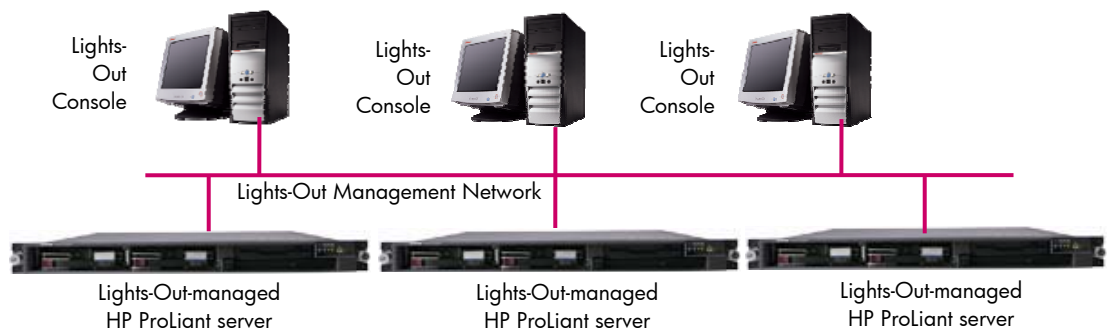 Lights-
Out
Console
Lights-
Out
Console
Lights-
Out
Console
Lights-Out Management Network
Lights-Out-managed
HP ProLiant server
Lights-Out-managed
HP ProLiant server
Lights-Out-managed
HP ProLiant server